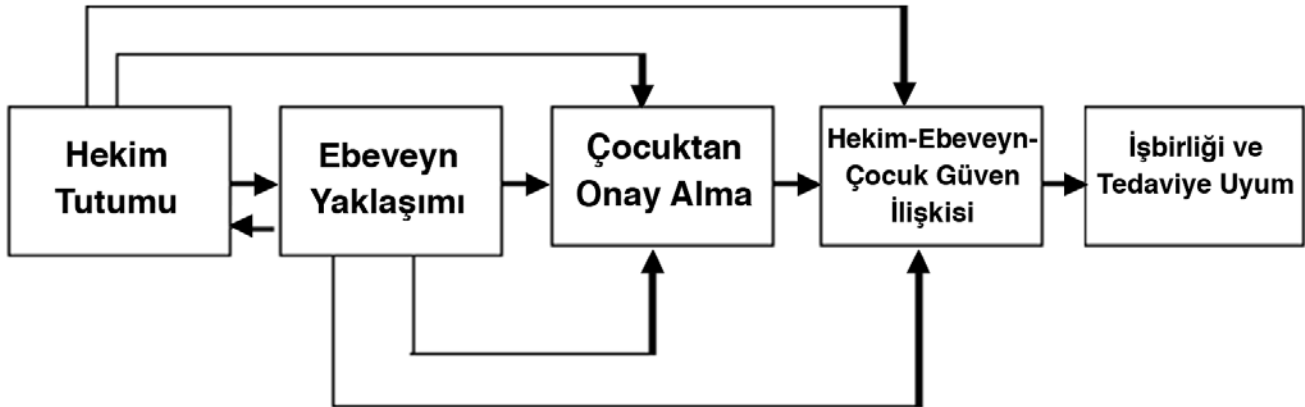 Hekim
Tutumu
Ebeveyn
Yaklaşımı
Çocuktan
Onay Alma
Hekim-Ebeveyn-
Çocuk Güven
İlişkisi
İşbirliği ve
Tedaviye Uyum